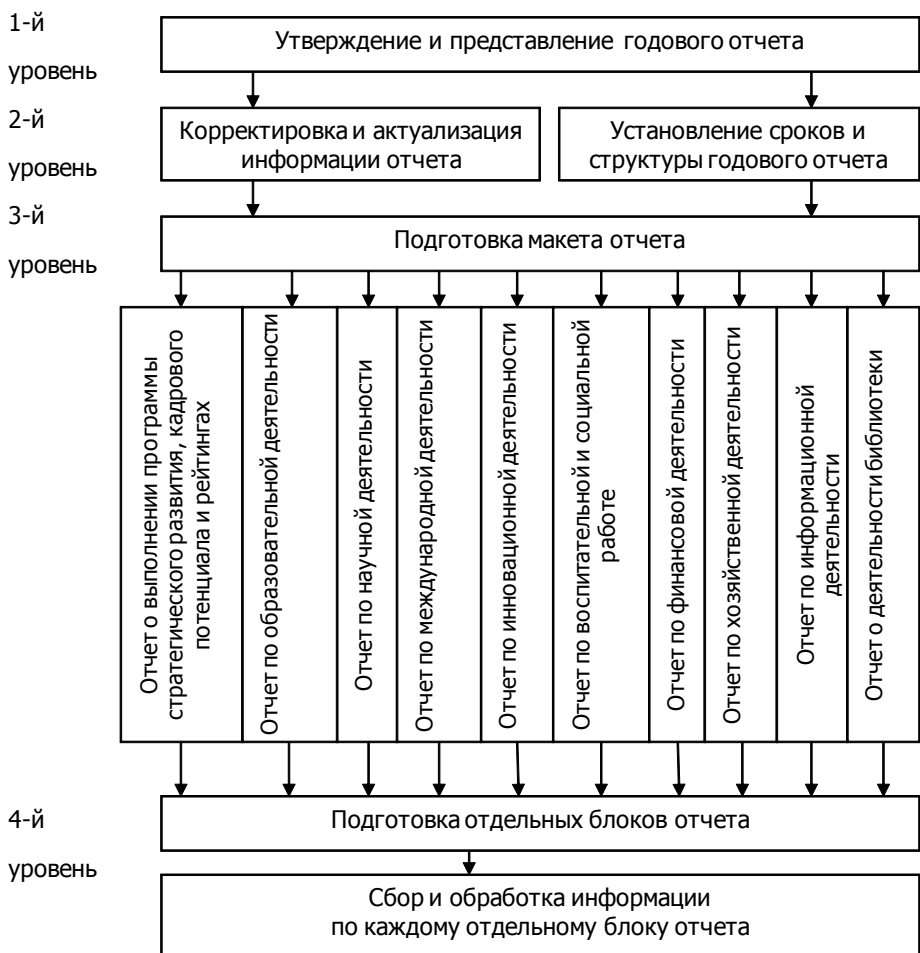 1-й
уровень
Утверждение и представление годового отчета
2-й
уровень
Корректировка и актуализация
информации отчета
Установление сроков и
структуры годового отчета
3-й
уровень
Подготовка макета отчета
Отчет о выполнении программы
стратегического развития, кадрового
потенциала и рейтингах
Отчет по образовательной деятельности
Отчет по научной деятельности
Отчет по международной деятельности
Отчет по инновационной деятельности
Отчет по воспитательной и социальной
работе
Отчет по финансовой деятельности
Отчет по хозяйственной деятельности
Отчет по информационной
деятельности
Отчет о деятельности библиотеки
4-й
уровень
Подготовка отдельных блоков отчета
Сбор и обработка информации
по каждому отдельному блоку отчета